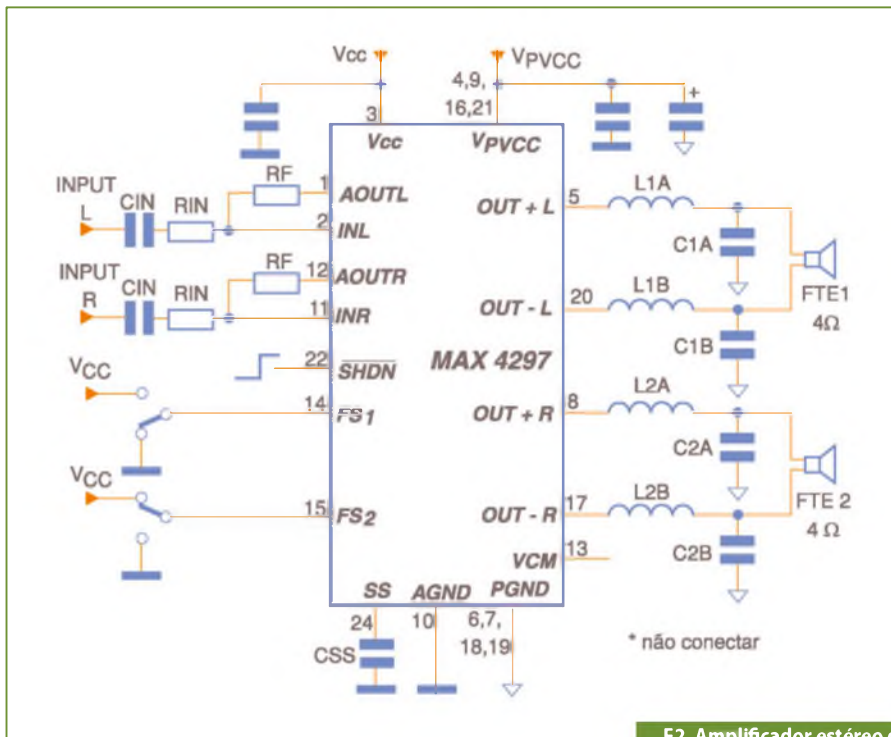 Vcc
VPVCC
4,9,
16,21
+
3
Vcc
VPVCC
INPUT
L
CIN
RIN
RF
1
AOUTL
2
INL
OUT + L
5
L1A
C1A
FTE1
4Ω
INPUT
R
CIN
RIN
RF
12
AOUTR
11
INR
OUT - L
20
L1B
C1B
22
SHDN
MAX 4297
VCC
14
FS1
OUT + R
8
L2A
C2A
FTE 2
4 Ω
VCC
15
FS2
OUT - R
17
L2B
C2B
VCM
13
SS
AGND
PGND
24
10
6,7,
18,19
CSS
* não conectar
F2. Amplificador estéreo